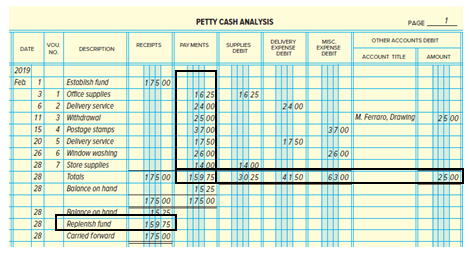 PETTY CASH ANALYSIS PAGE 1
DATE VOU. NO. DESCRIPTION RECEIPTS PAYMENTS SUPPLIES DEBIT DELIVERY EXPENSE DEBIT MISC. EXPENSE DEBIT OTHER ACCOUNTS DEBIT
ACCOUNT TITLE AMOUNT
2019
Feb. 1 Establish fund 175 00
3 1 Office supplies 16 25 16 25
6 2 Delivery service 24 00 24 00
11 3 Withdrawal 25 00 M. Ferraro, Drawing 25 00
15 4 Postage stamps 37 00 37 00
20 5 Delivery service 17 50 17 50
26 6 Window washing 26 00 26 00
28 7 Store supplies 14 00 14 00
28 Totals 175 00 159 75 30 25 41 50 63 00 25 00
28 Balance on hand 15 25
175 00 175 00
28 Balance on hand 15 25
28 Replenish fund 159 75
28 Carried forward 175 00